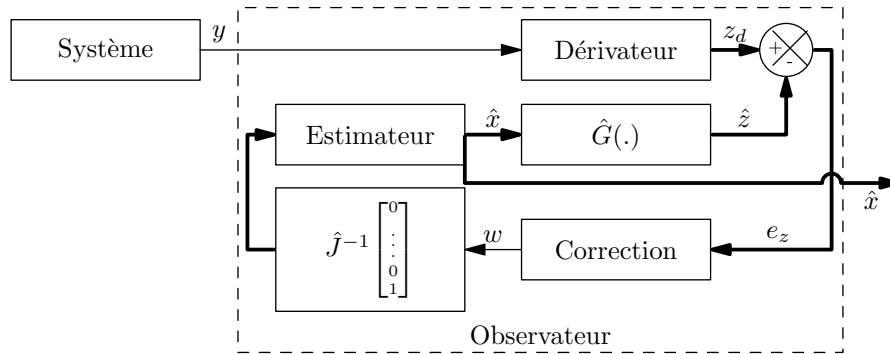 Système
y
Dérivateur
z_d
+
-
Estimateur
x̂
Ĝ(.)
ẑ
x̂
Ĵ⁻¹ [0 ⋮ 0 1]
w
Correction
e_z
Observateur